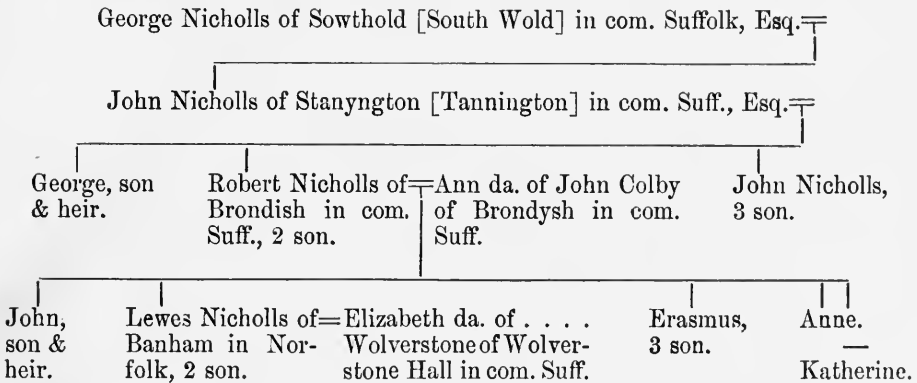 George Nicholls of Sowthold [South Wold] in com. Suffolk, Esq.
John Nicholls of Stanyngton [Tannington] in com. Suff., Esq.
George, son
& heir.
Robert Nicholls of
Brondish in com.
Suff., 2 son.
Ann da. of John Colby
of Brondysh in com.
Suff.
John Nicholls,
3 son.
John,
son &
heir.
Lewes Nicholls of
Banham in Nor-
folk, 2 son.
Elizabeth da. of . . . .
Wolverstone of Wolver-
stone Hall in com. Suff.
Erasmus,
3 son.
Anne.
—
Katherine.